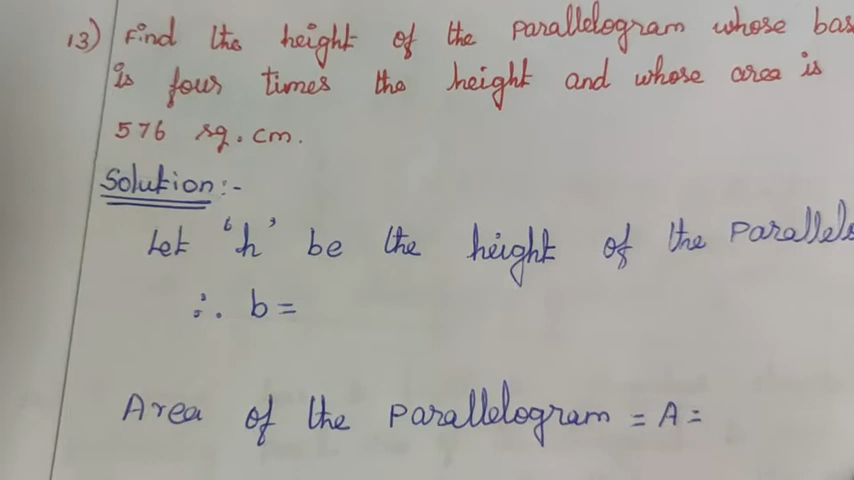 13) Find the height of the parallelogram whose bas
is four times the height and whose area is
576 sq.cm.
Solution:-
Let 'h' be the height of the parallelo
∴ b =
Area of the parallelogram = A =